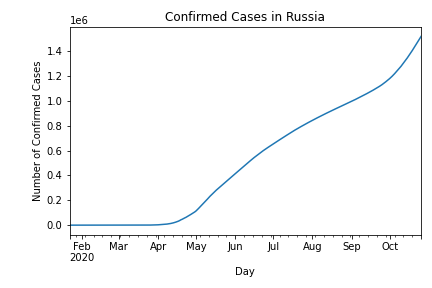 Confirmed Cases in Russia
1e6
1.4
1.2
1.0
0.8
0.6
0.4
0.2
0.0
Number of Confirmed Cases
Feb Mar Apr May Jun Jul Aug Sep Oct
2020
Day